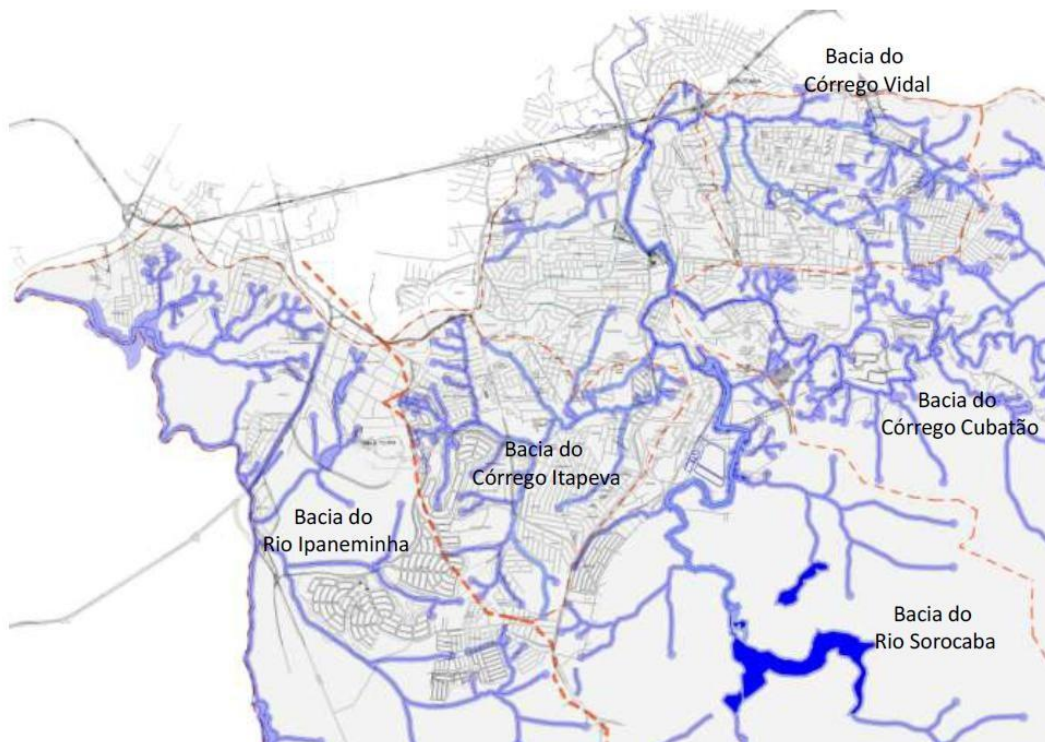 Bacia do
Córrego Vidal
Bacia do
Córrego Cubatão
Bacia do
Córrego Itapeva
Bacia do
Rio Ipaneminha
Bacia do
Rio Sorocaba